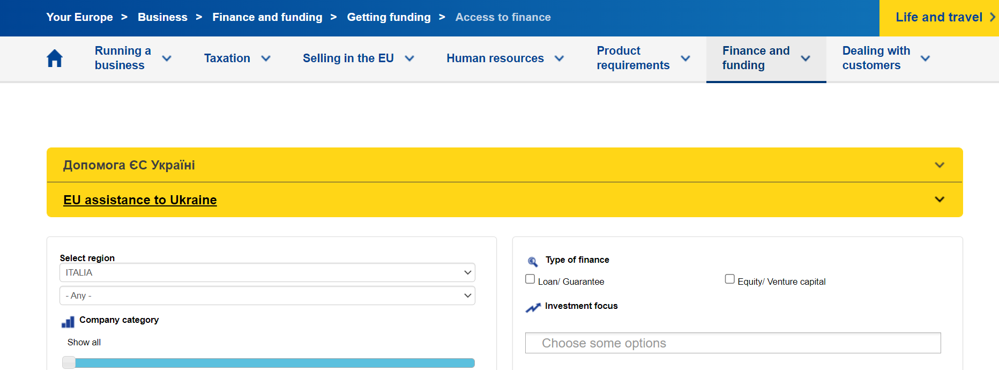 Your Europe > Business > Finance and funding > Getting funding > Access to finance
Life and travel >
Running a business
Taxation
Selling in the EU
Human resources
Product requirements
Finance and funding
Dealing with customers
Допомога ЄС Україні
EU assistance to Ukraine
Select region
ITALIA
- Any -
Company category
Show all
Type of finance
Loan/ Guarantee
Equity/ Venture capital
Investment focus
Choose some options